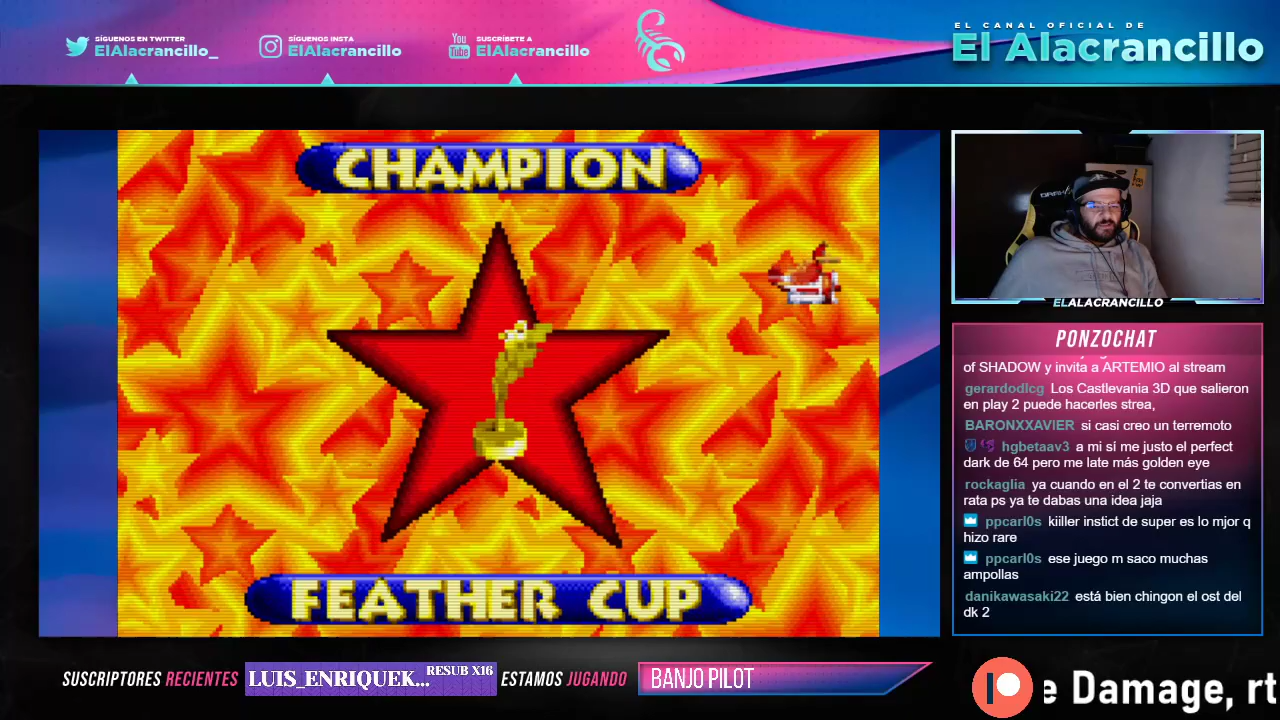 SÍGUENOS EN TWITTER
ElAlacrancillo_
SÍGUENOS INSTA
ElAlacrancillo
You Tube
SUSCRÍBETE A
ElAlacrancillo
EL CANAL OFICIAL DE
El Alacrancillo
CHAMPION
FEATHER CUP
ELALACRANCILLO
PONZOCHAT
of SHADOW y invita a ARTEMIO al stream
gerardodlcg Los Castlevania 3D que salieron
en play 2 puede hacerles strea,
BARONXXAVIER si casi creo un terremoto
hgbetaav3 a mi sí me justo el perfect
dark de 64 pero me late más golden eye
rockaglia ya cuando en el 2 te convertias en
rata ps ya te dabas una idea jaja
ppcarl0s kiiller instict de super es lo mjor q
hizo rare
ppcarl0s ese juego m saco muchas
ampollas
danikawasaki22 está bien chingon el ost del
dk 2
SUSCRIPTORES RECIENTES
LUIS_ENRIQUEK...
RESUB X16
ESTAMOS JUGANDO
BANJO PILOT
e Damage, rt